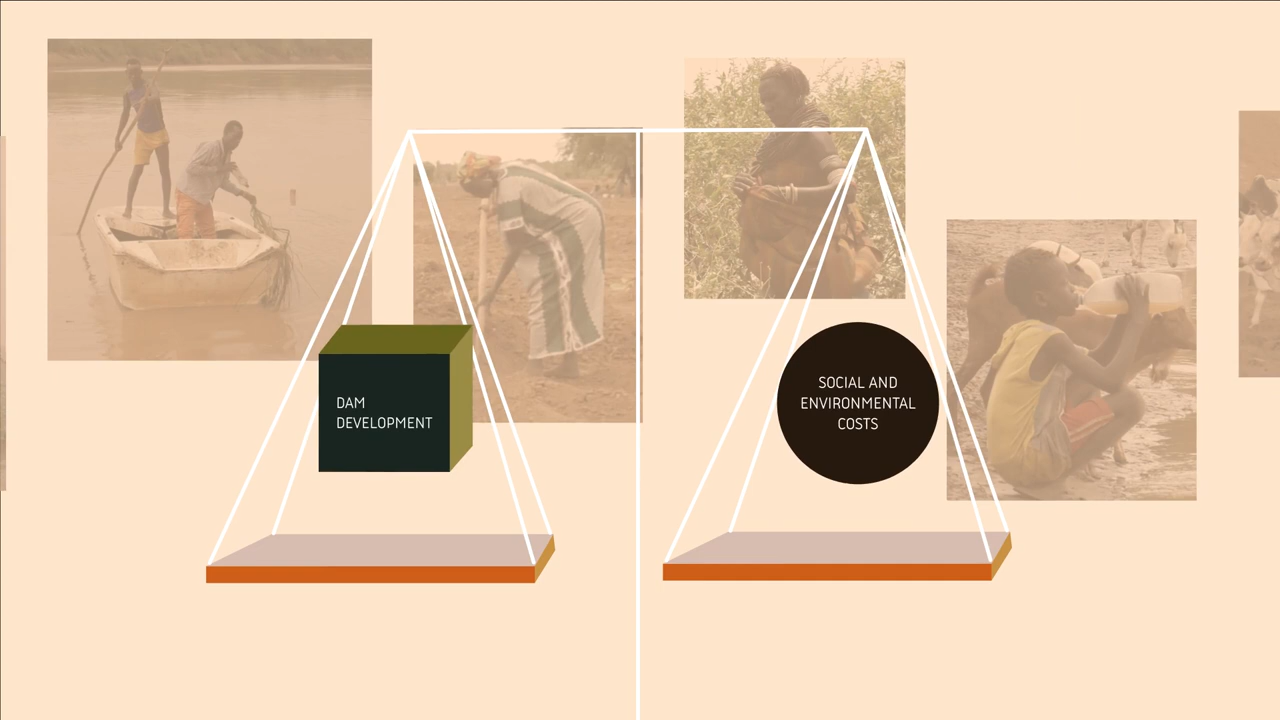 DAM
DEVELOPMENT
SOCIAL AND
ENVIRONMENTAL
COSTS